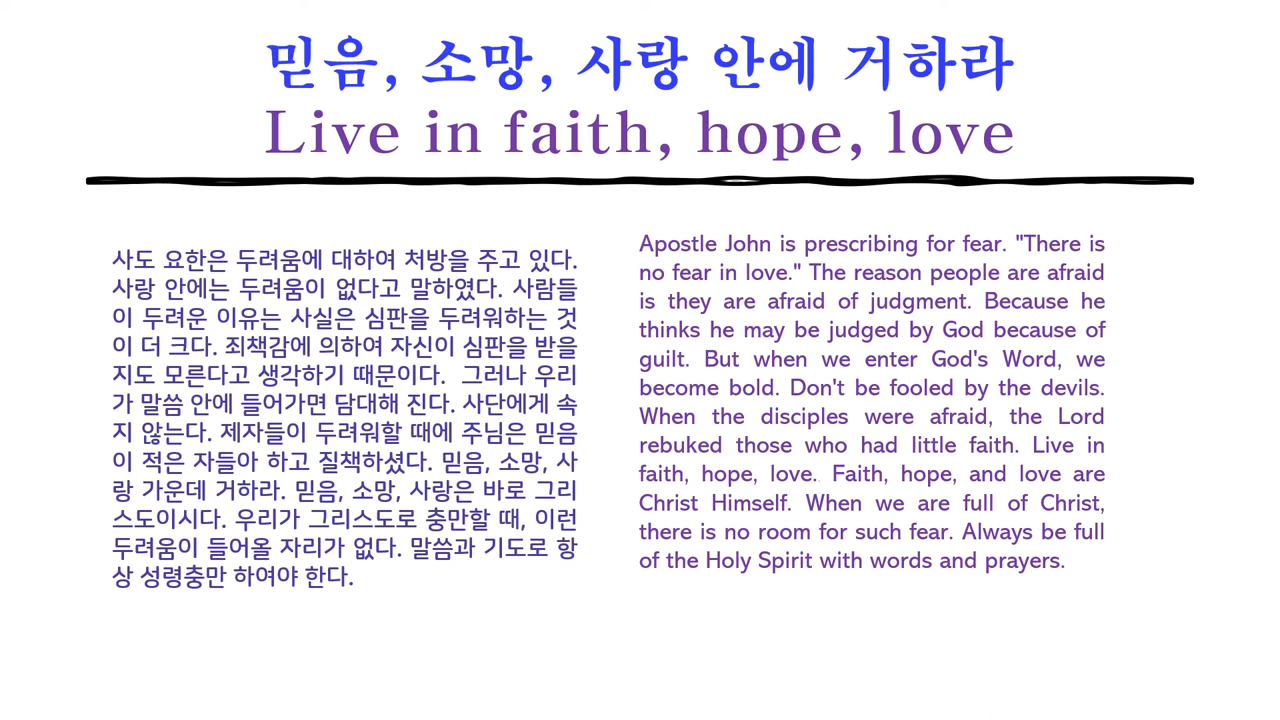 믿음, 소망, 사랑 안에 거하라
Live in faith, hope, love
사도 요한은 두려움에 대하여 처방을 주고 있다.
사랑 안에는 두려움이 없다고 말하였다. 사람들
이 두려운 이유는 사실은 심판을 두려워하는 것
이 더 크다. 죄책감에 의하여 자신이 심판을 받을
지도 모른다고 생각하기 때문이다. 그러나 우리
가 말씀 안에 들어가면 담대해 진다. 사단에게 속
지 않는다. 제자들이 두려워할 때에 주님은 믿음
이 적은 자들아 하고 질책하셨다. 믿음, 소망, 사
랑 가운데 거하라. 믿음, 소망, 사랑은 바로 그리
스도이시다. 우리가 그리스도로 충만할 때, 이런
두려움이 들어올 자리가 없다. 말씀과 기도로 항
상 성령충만 하여야 한다.
Apostle John is prescribing for fear. "There is
no fear in love." The reason people are afraid
is they are afraid of judgment. Because he
thinks he may be judged by God because of
guilt. But when we enter God's Word, we
become bold. Don't be fooled by the devils.
When the disciples were afraid, the Lord
rebuked those who had little faith. Live in
faith, hope, love. Faith, hope, and love are
Christ Himself. When we are full of Christ,
there is no room for such fear. Always be full
of the Holy Spirit with words and prayers.